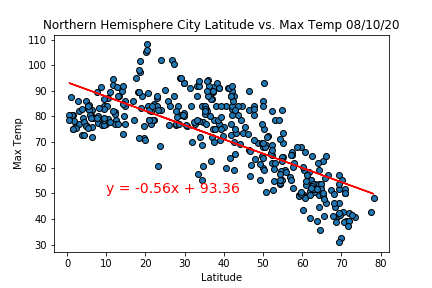 Northern Hemisphere City Latitude vs. Max Temp 08/10/20
110
100
90
80
70
60
50
40
30
Max Temp
y = -0.56x + 93.36
0 10 20 30 40 50 60 70 80
Latitude